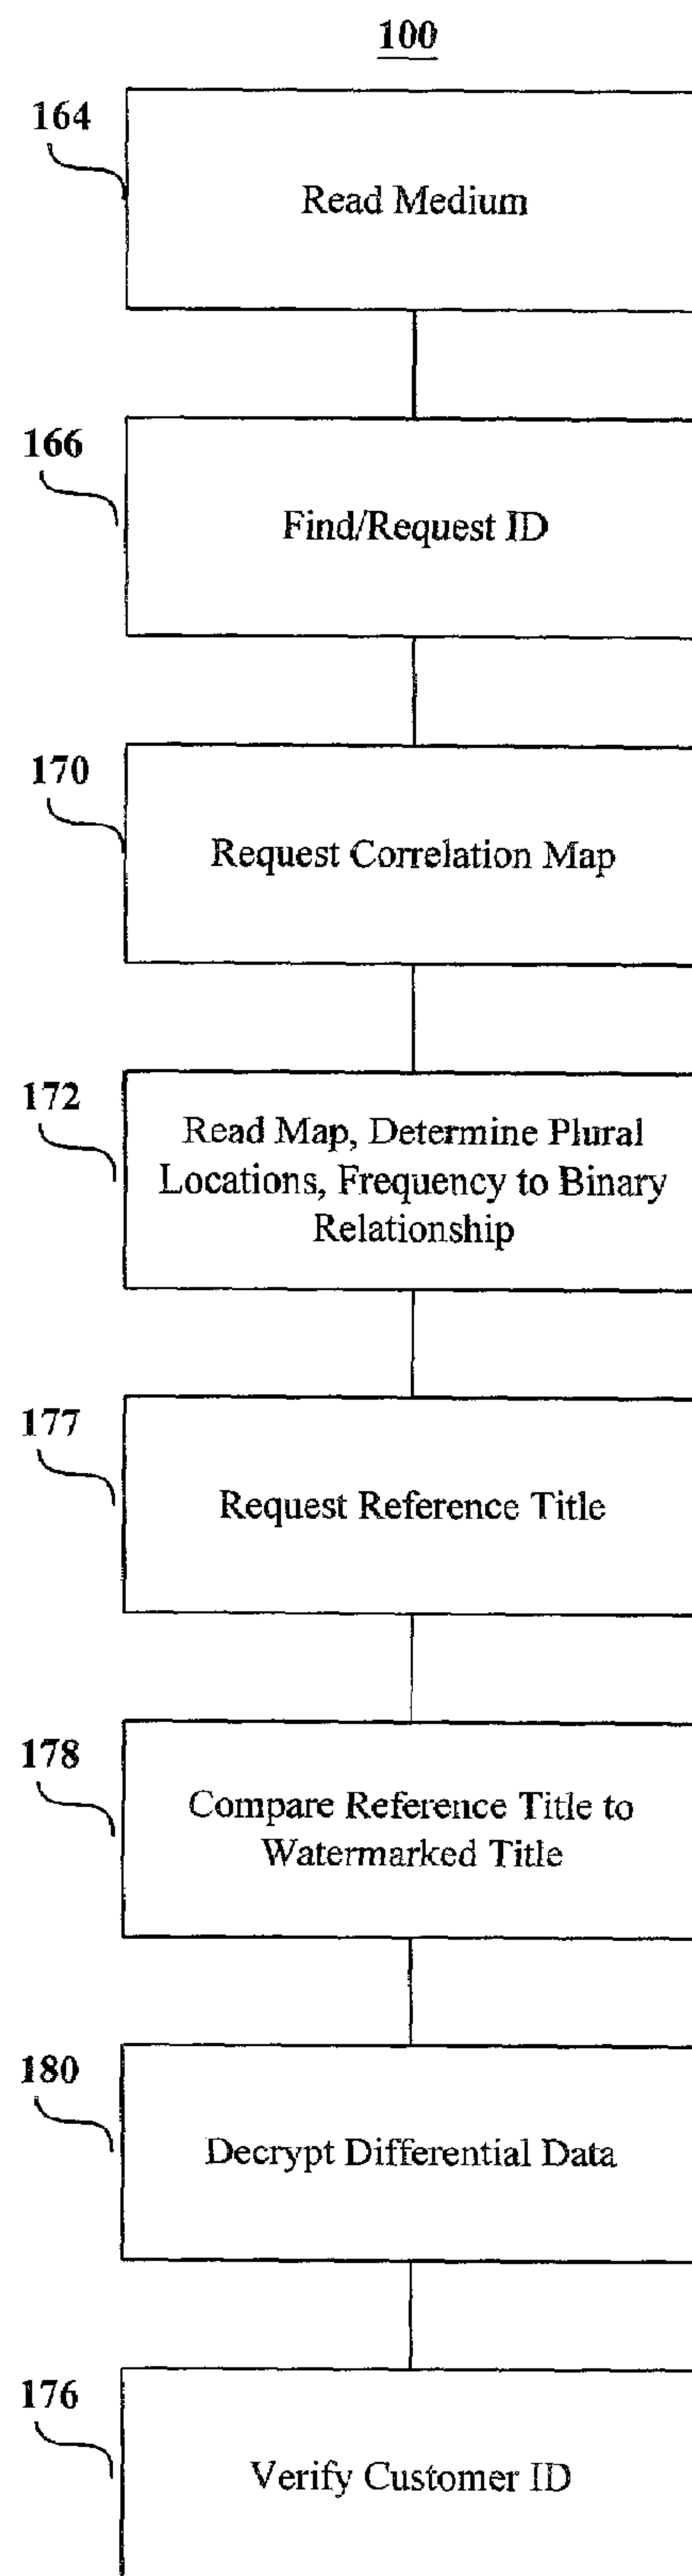 100
164
Read Medium
166
Find/Request ID
170
Request Correlation Map
172
Read Map, Determine Plural
Locations, Frequency to Binary
Relationship
177
Request Reference Title
178
Compare Reference Title to
Watermarked Title
180
Decrypt Differential Data
176
Verify Customer ID